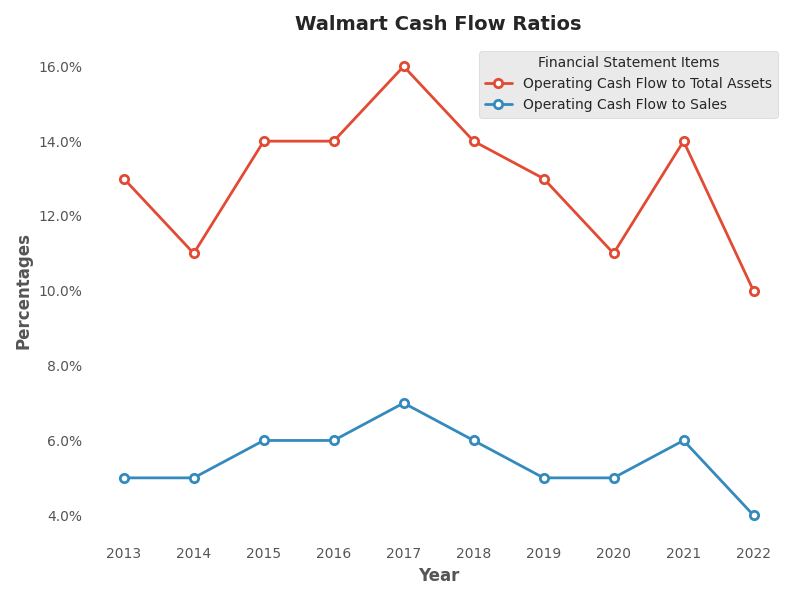 Walmart Cash Flow Ratios
Financial Statement Items
Operating Cash Flow to Total Assets
Operating Cash Flow to Sales
Percentages
16.0%
14.0%
12.0%
10.0%
8.0%
6.0%
4.0%
2013 2014 2015 2016 2017 2018 2019 2020 2021 2022
Year